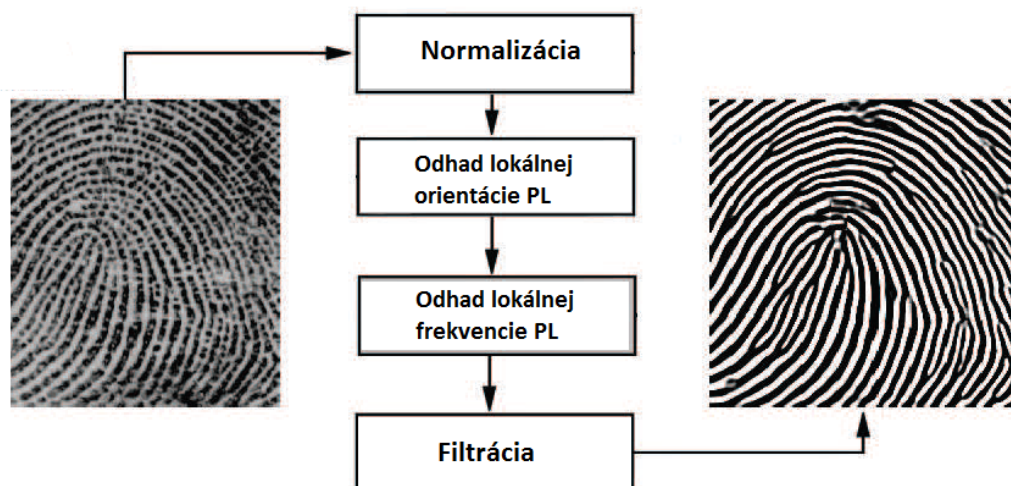 Normalizácia
Odhad lokálnej
orientácie PL
Odhad lokálnej
frekvencie PL
Filtrácia